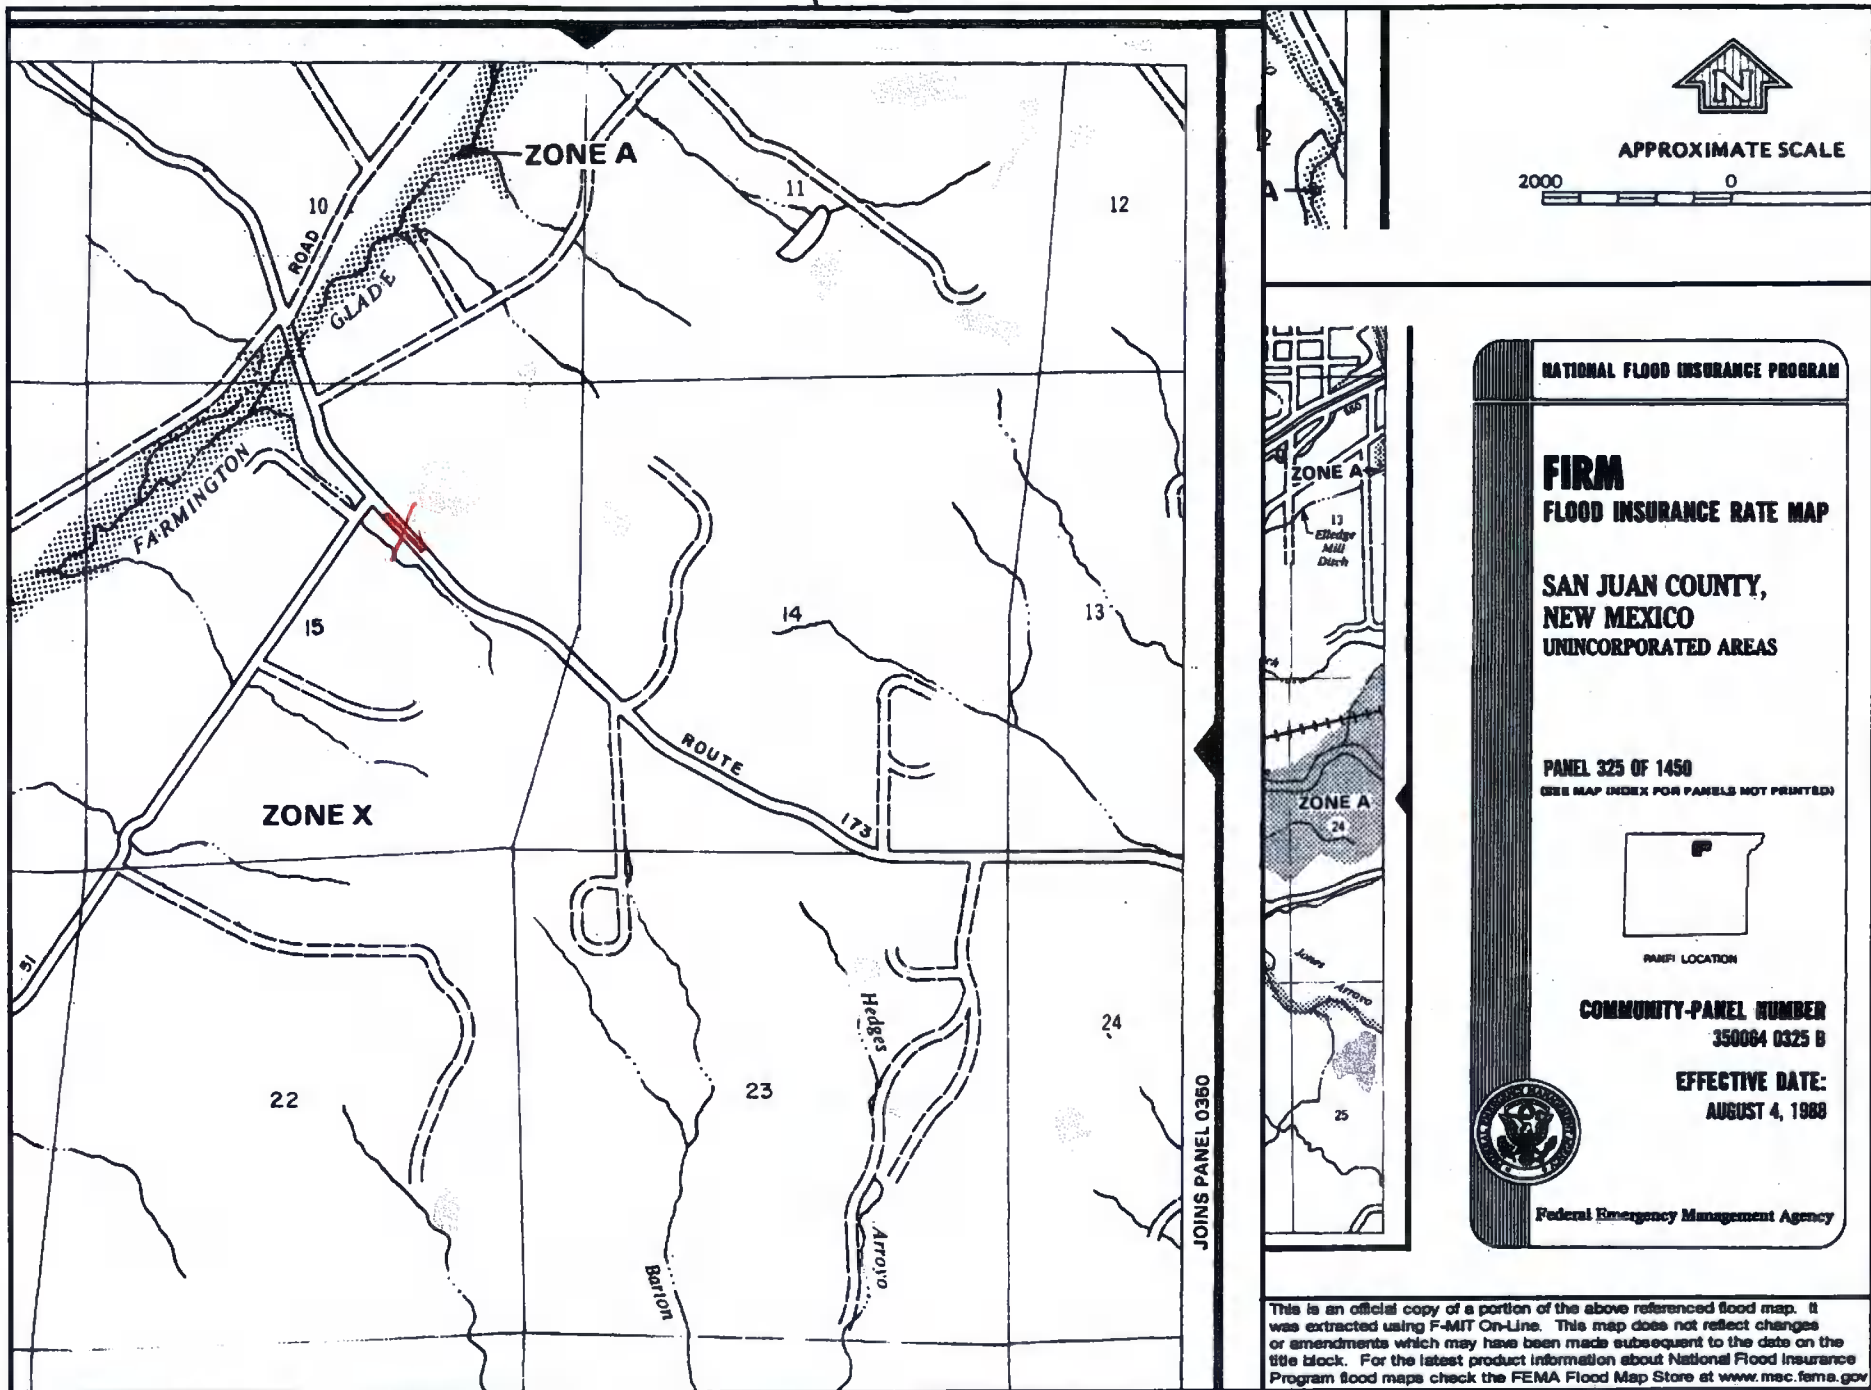 ZONE A
10
11
12
ROAD
GLADE
FARMINGTON
15
14
13
ROUTE
173
ZONE X
51
22
23
24
Hedges
Arroyo
Barton
JOINS PANEL 0360
N
APPROXIMATE SCALE
2000 0
ZONE A
13
Elledge
Mill
Ditch
ZONE A
24
Jones
Arroyo
25
NATIONAL FLOOD INSURANCE PROGRAM
FIRM
FLOOD INSURANCE RATE MAP
SAN JUAN COUNTY,
NEW MEXICO
UNINCORPORATED AREAS
PANEL 325 OF 1450
(SEE MAP INDEX FOR PANELS NOT PRINTED)
PANEL LOCATION
COMMUNITY-PANEL NUMBER
350064 0325 B
EFFECTIVE DATE:
AUGUST 4, 1988
Federal Emergency Management Agency
This is an official copy of a portion of the above referenced flood map. It
was extracted using F-MIT On-Line. This map does not reflect changes
or amendments which may have been made subsequent to the date on the
title block. For the latest product information about National Flood Insurance
Program flood maps check the FEMA Flood Map Store at www.msc.fema.gov